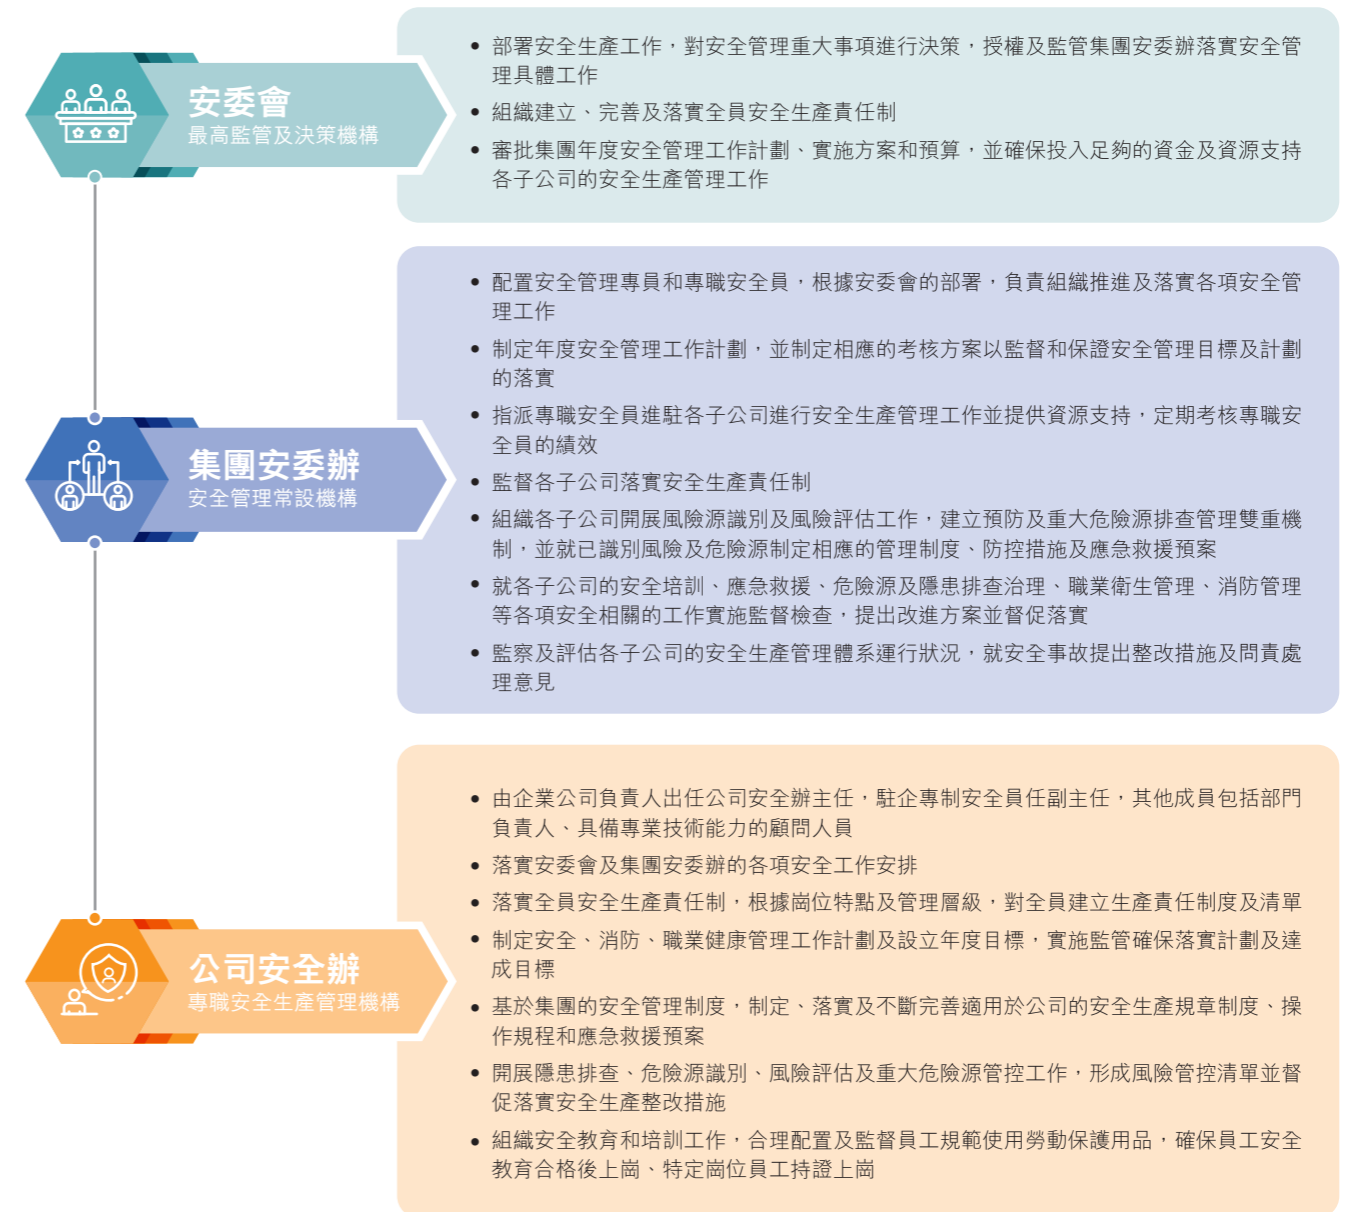 安委會
最高監管及決策機構
• 部署安全生產工作，對安全管理重大事項進行決策，授權及監管集團安委辦落實安全管
理具體工作
• 組織建立、完善及落實全員安全生產責任制
• 審批集團年度安全管理工作計劃、實施方案和預算，並確保投入足夠的資金及資源支持
各子公司的安全生產管理工作
集團安委辦
安全管理常設機構
• 配置安全管理專員和專職安全員，根據安委會的部署，負責組織推進及落實各項安全管
理工作
• 制定年度安全管理工作計劃，並制定相應的考核方案以監督和保證安全管理目標及計劃
的落實
• 指派專職安全員進駐各子公司進行安全生產管理工作並提供資源支持，定期考核專職安
全員的績效
• 監督各子公司落實安全生產責任制
• 組織各子公司開展風險源識別及風險評估工作，建立預防及重大危險源排查管理雙重機
制，並就已識別風險及危險源制定相應的管理制度、防控措施及應急救援預案
• 就各子公司的安全培訓、應急救援、危險源及隱患排查治理、職業衛生管理、消防管理
等各項安全相關的工作實施監督檢查，提出改進方案並督促落實
• 監察及評估各子公司的安全生產管理體系運行狀況，就安全事故提出整改措施及問責處
理意見
公司安全辦
專職安全生產管理機構
• 由企業公司負責人出任公司安全辦主任，駐企專制安全員任副主任，其他成員包括部門
負責人、具備專業技術能力的顧問人員
• 落實安委會及集團安委辦的各項安全工作安排
• 落實全員安全生產責任制，根據崗位特點及管理層級，對全員建立生產責任制度及清單
• 制定安全、消防、職業健康管理工作計劃及設立年度目標，實施監管確保落實計劃及達
成目標
• 基於集團的安全管理制度，制定、落實及不斷完善適用於公司的安全生產規章制度、操
作規程和應急救援預案
• 開展隱患排查、危險源識別、風險評估及重大危險源管控工作，形成風險管控清單並督
促落實安全生產整改措施
• 組織安全教育和培訓工作，合理配置及監督員工規範使用勞動保護用品，確保員工安全
教育合格後上崗、特定崗位員工持證上崗